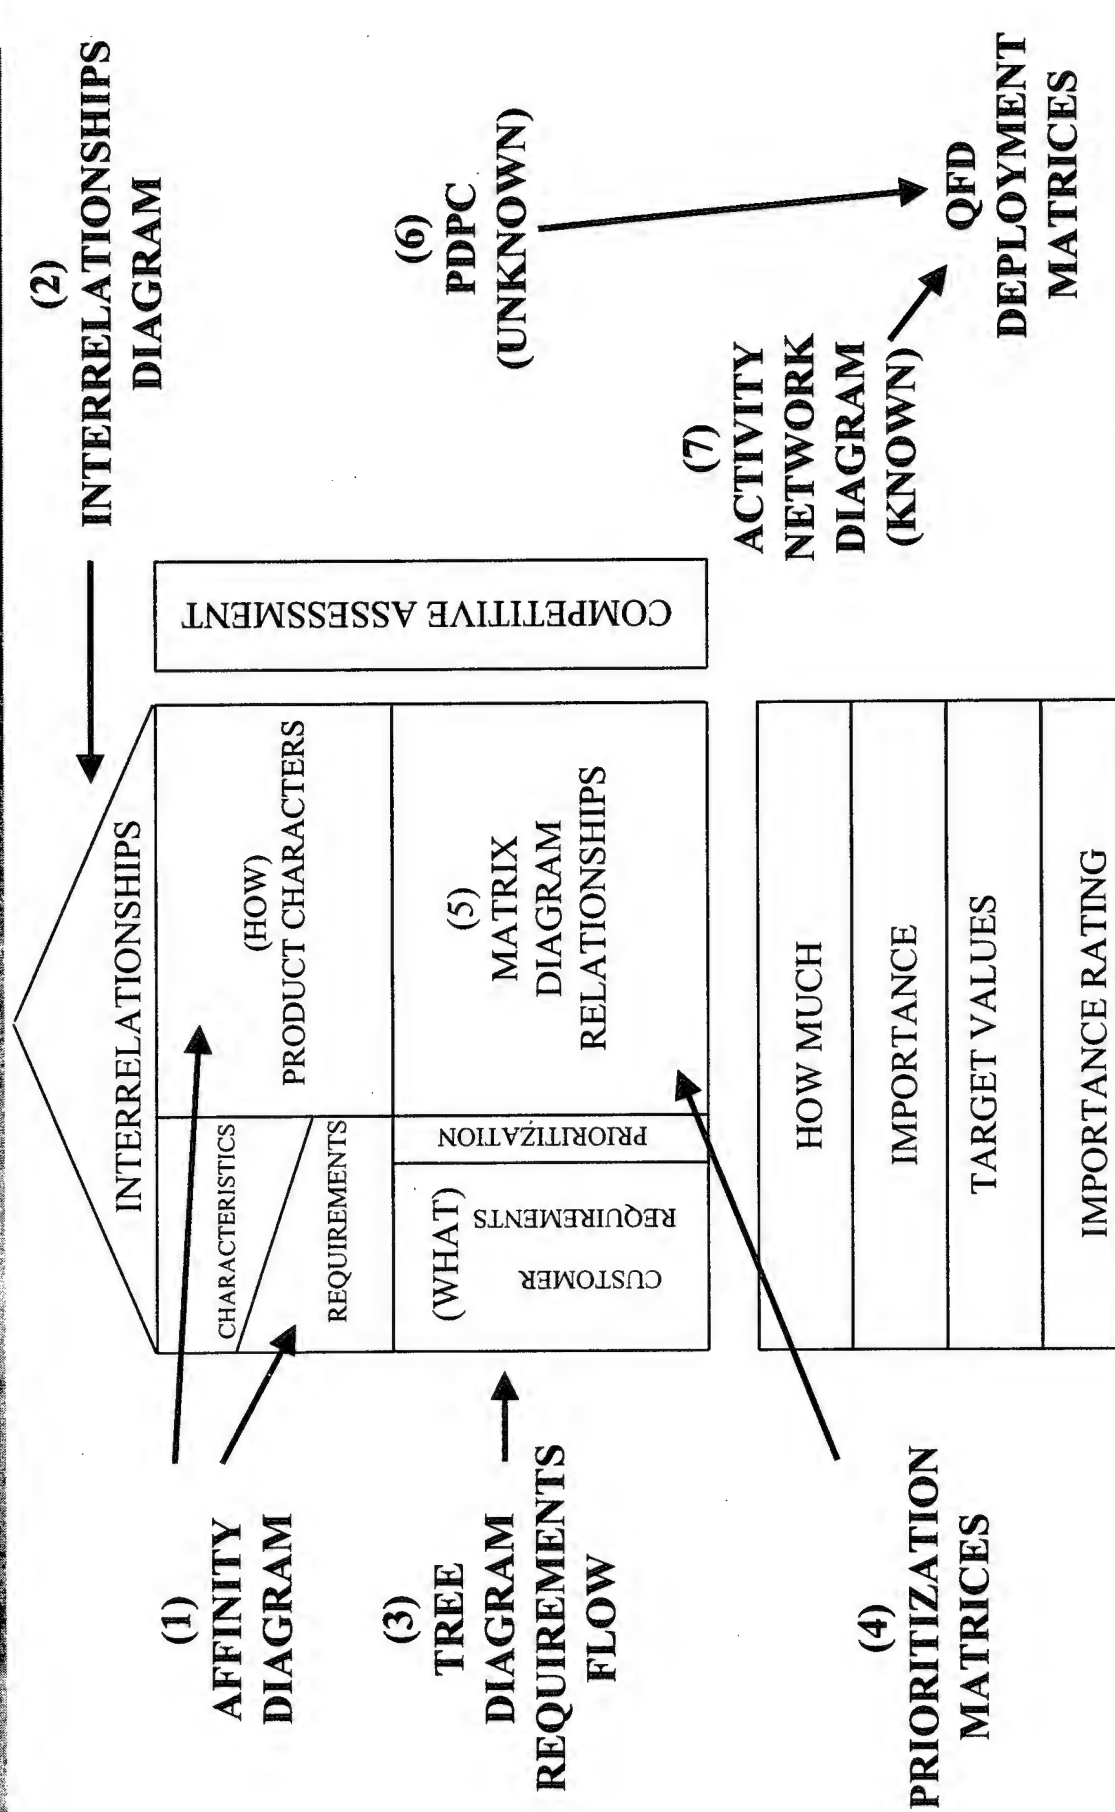 (2)
INTERRELATIONSHIPS
DIAGRAM
INTERRELATIONSHIPS
(1)
AFFINITY
DIAGRAM
CHARACTERISTICS
REQUIREMENTS
(HOW)
PRODUCT CHARACTERS
COMPETITIVE ASSESSMENT
(6)
PDPC
(UNKNOWN)
(3)
TREE
DIAGRAM
REQUIREMENTS
FLOW
(WHAT)
CUSTOMER
REQUIREMENTS
PRIORITIZATION
(5)
MATRIX
DIAGRAM
RELATIONSHIPS
(7)
ACTIVITY
NETWORK
DIAGRAM
(KNOWN)
(4)
PRIORITIZATION
MATRICES
HOW MUCH
IMPORTANCE
TARGET VALUES
IMPORTANCE RATING
QFD
DEPLOYMENT
MATRICES